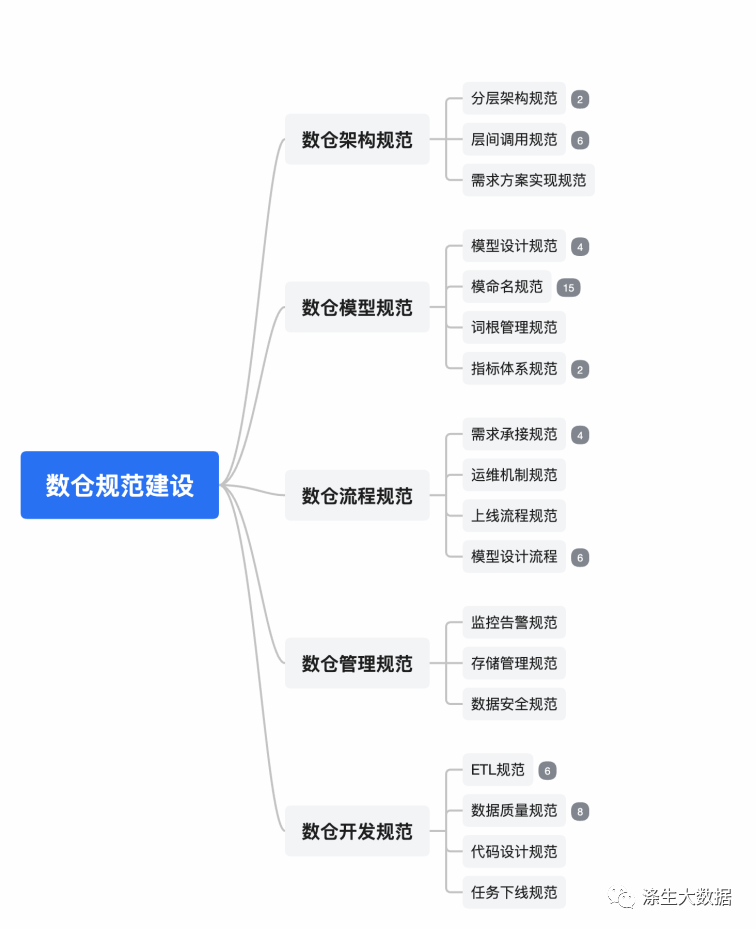 数仓规范建设
数仓架构规范
分层架构规范 2
层间调用规范 6
需求方案实现规范
数仓模型规范
模型设计规范 4
模命名规范 15
词根管理规范
指标体系规范 2
数仓流程规范
需求承接规范 4
运维机制规范
上线流程规范
模型设计流程 6
数仓管理规范
监控告警规范
存储管理规范
数据安全规范
数仓开发规范
ETL规范 6
数据质量规范 8
代码设计规范
任务下线规范
涤生大数据